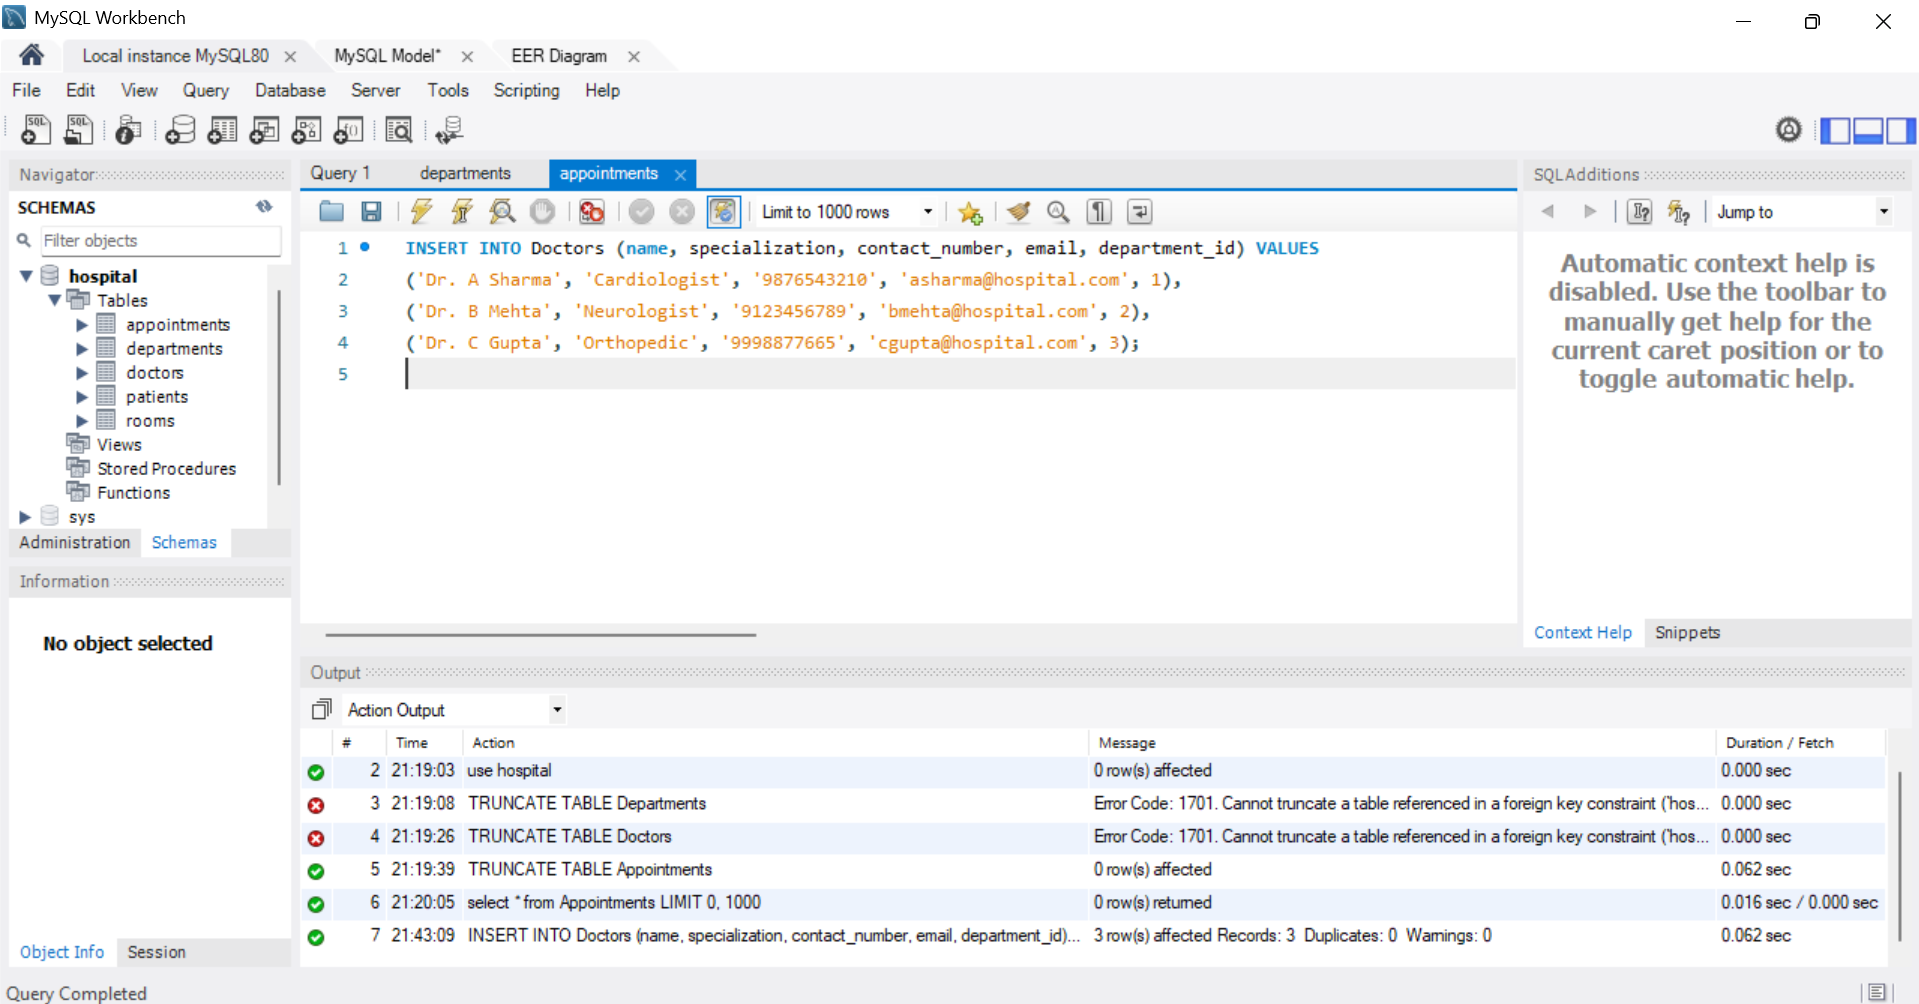 MySQL Workbench
Local instance MySQL80
MySQL Model*
EER Diagram
File Edit View Query Database Server Tools Scripting Help
Navigator
SCHEMAS
Filter objects
hospital
Tables
appointments
departments
doctors
patients
rooms
Views
Stored Procedures
Functions
sys
Administration Schemas
Information
No object selected
Object Info Session
Query 1 departments appointments
Limit to 1000 rows
1 INSERT INTO Doctors (name, specialization, contact_number, email, department_id) VALUES
2 ('Dr. A Sharma', 'Cardiologist', '9876543210', 'asharma@hospital.com', 1),
3 ('Dr. B Mehta', 'Neurologist', '9123456789', 'bmehta@hospital.com', 2),
4 ('Dr. C Gupta', 'Orthopedic', '9998877665', 'cgupta@hospital.com', 3);
5
SQLAdditions
Jump to
Automatic context help is
disabled. Use the toolbar to
manually get help for the
current caret position or to
toggle automatic help.
Context Help Snippets
Output
Action Output
# Time Action Message Duration / Fetch
2 21:19:03 use hospital 0 row(s) affected 0.000 sec
3 21:19:08 TRUNCATE TABLE Departments Error Code: 1701. Cannot truncate a table referenced in a foreign key constraint ('hos... 0.000 sec
4 21:19:26 TRUNCATE TABLE Doctors Error Code: 1701. Cannot truncate a table referenced in a foreign key constraint ('hos... 0.000 sec
5 21:19:39 TRUNCATE TABLE Appointments 0 row(s) affected 0.062 sec
6 21:20:05 select * from Appointments LIMIT 0, 1000 0 row(s) returned 0.016 sec / 0.000 sec
7 21:43:09 INSERT INTO Doctors (name, specialization, contact_number, email, department_id)... 3 row(s) affected Records: 3 Duplicates: 0 Warnings: 0 0.062 sec
Query Completed